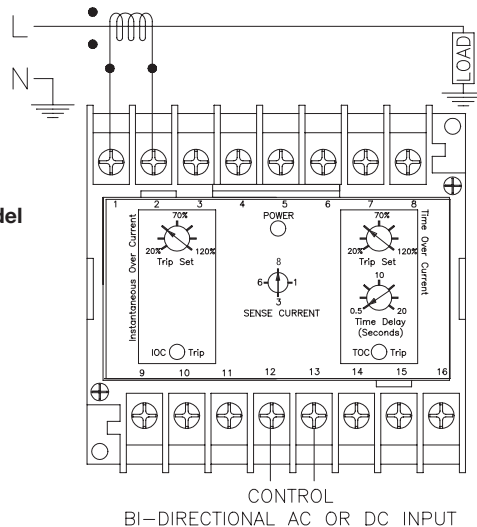 L
N
LOAD
del
1 2 3 4 5 6 7 8
Instantaneous Over Current
70%
20% 120%
Trip Set
IOC Trip
POWER
8
6 1
3
SENSE CURRENT
70%
20% 120%
Trip Set
10
0.5 20
Time Delay
(Seconds)
TOC Trip
Time Over Current
9 10 11 12 13 14 15 16
CONTROL
BI-DIRECTIONAL AC OR DC INPUT